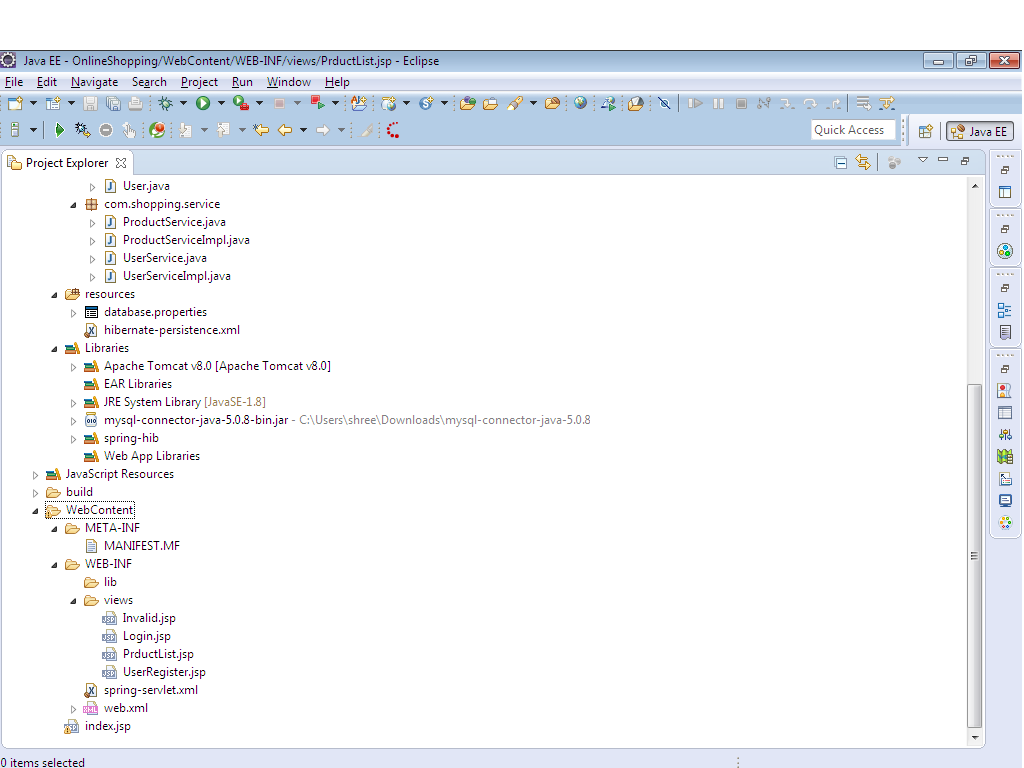 Java EE - OnlineShopping/WebContent/WEB-INF/views/PrductList.jsp - Eclipse
File Edit Navigate Search Project Run Window Help
Quick Access
Java EE
Project Explorer
User.java
com.shopping.service
ProductService.java
ProductServiceImpl.java
UserService.java
UserServiceImpl.java
resources
database.properties
hibernate-persistence.xml
Libraries
Apache Tomcat v8.0 [Apache Tomcat v8.0]
EAR Libraries
JRE System Library [JavaSE-1.8]
mysql-connector-java-5.0.8-bin.jar - C:\Users\shree\Downloads\mysql-connector-java-5.0.8
spring-hib
Web App Libraries
JavaScript Resources
build
WebContent
META-INF
MANIFEST.MF
WEB-INF
lib
views
Invalid.jsp
Login.jsp
PrductList.jsp
UserRegister.jsp
spring-servlet.xml
web.xml
index.jsp
0 items selected